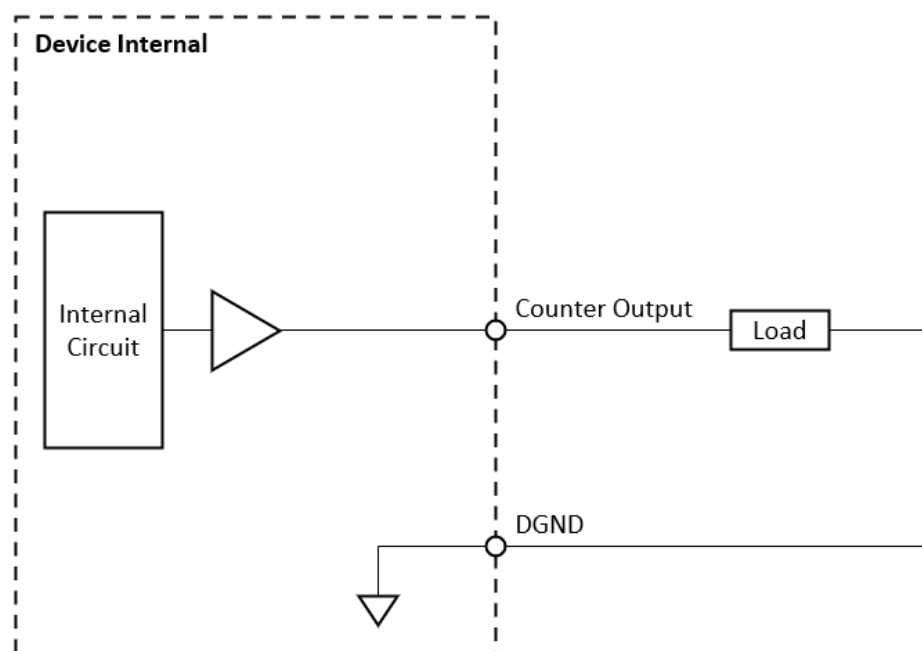 Device Internal
Internal
Circuit
Counter Output
Load
DGND